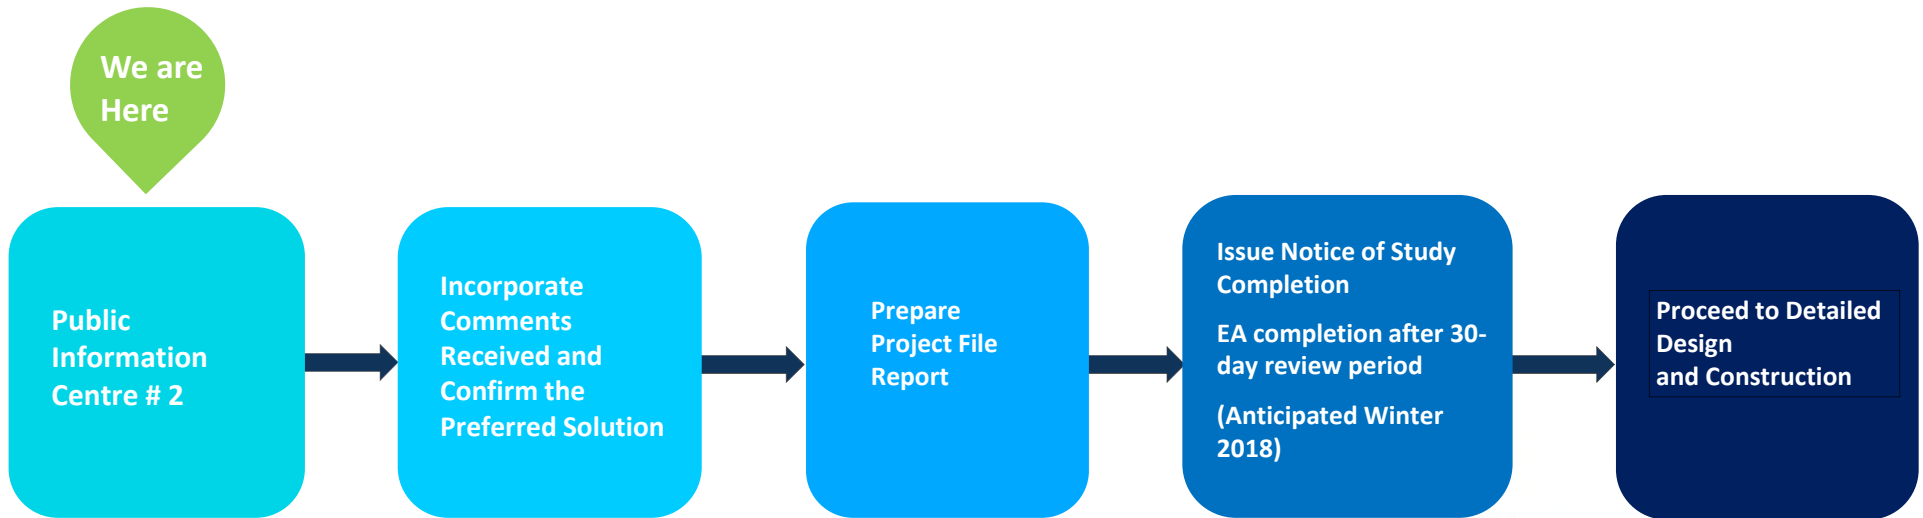 We are
Here
Public
Information
Centre # 2
Incorporate
Comments
Received and
Confirm the
Preferred Solution
Prepare
Project File
Report
Issue Notice of Study
Completion
EA completion after 30-
day review period
(Anticipated Winter
2018)
Proceed to Detailed
Design
and Construction